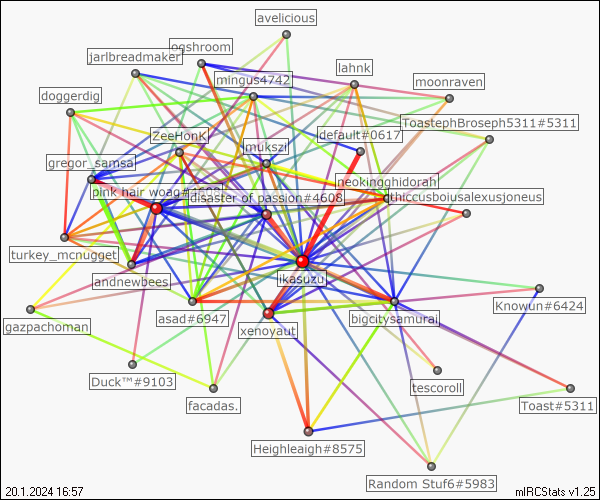 avelicious
ooshroom
jarlbreadmaker
lahnk
mingus4742
moonraven
doggerdig
ToastephBroseph5311#5311
default#0617
ZeeHonK
mukszi
gregor_samsa
neokingghidorah
pink hair woag#4608
disaster of passion#4608
thiccusboiusalexusjoneus
turkey_mcnugget
andnewbees
ikasuzu
Knowun#6424
gazpachoman
asad#6947
bigcitysamurai
xenoyaut
Duck™#9103
tescoroll
facadas.
Toast#5311
Heighleaigh#8575
Random Stuf6#5983
20.1.2024 16:57
mIRCStats v1.25